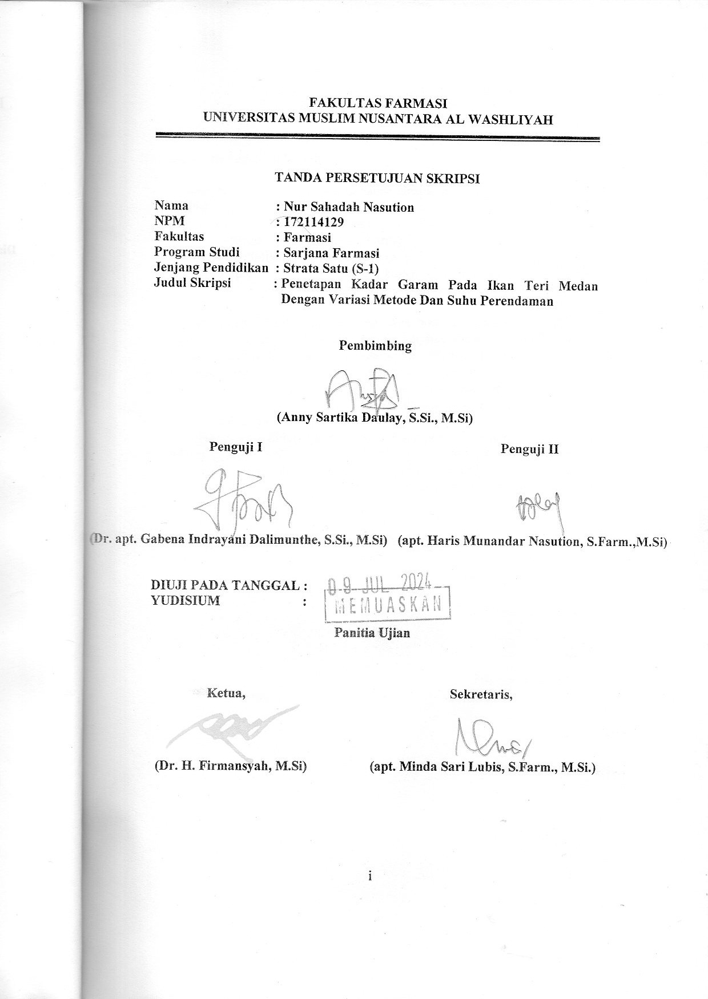 FAKULTAS FARMASI
UNIVERSITAS MUSLIM NUSANTARA AL WASHLIYAH
TANDA PERSETUJUAN SKRIPSI
Nama : Nur Sahadah Nasution
NPM : 172114129
Fakultas : Farmasi
Program Studi : Sarjana Farmasi
Jenjang Pendidikan : Strata Satu (S-1)
Judul Skripsi : Penetapan Kadar Garam Pada Ikan Teri Medan
Dengan Variasi Metode Dan Suhu Perendaman
Pembimbing
(Anny Sartika Daulay, S.Si., M.Si)
Penguji I Penguji II
(Dr. apt. Gabena Indrayani Dalimunthe, S.Si., M.Si) (apt. Haris Munandar Nasution, S.Farm.,M.Si)
DIUJI PADA TANGGAL : 09 JUL 2024
YUDISIUM : MEMUASKAN
Panitia Ujian
Ketua, Sekretaris,
(Dr. H. Firmansyah, M.Si) (apt. Minda Sari Lubis, S.Farm., M.Si.)
i